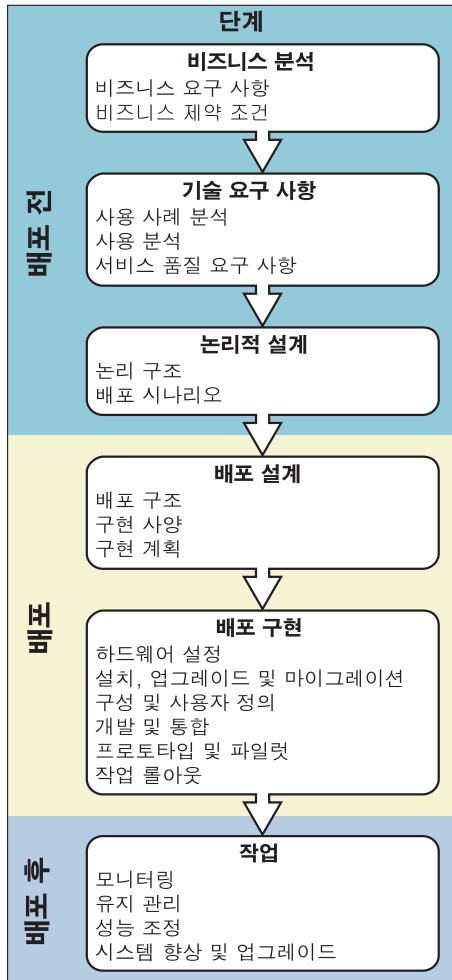 단계
배포 전
비즈니스 분석
비즈니스 요구 사항
비즈니스 제약 조건
기술 요구 사항
사용 사례 분석
사용 분석
서비스 품질 요구 사항
논리적 설계
논리 구조
배포 시나리오
배포
배포 설계
배포 구조
구현 사양
구현 계획
배포 구현
하드웨어 설정
설치, 업그레이드 및 마이그레이션
구성 및 사용자 정의
개발 및 통합
프로토타입 및 파일럿
작업 롤아웃
배포 후
작업
모니터링
유지 관리
성능 조정
시스템 향상 및 업그레이드